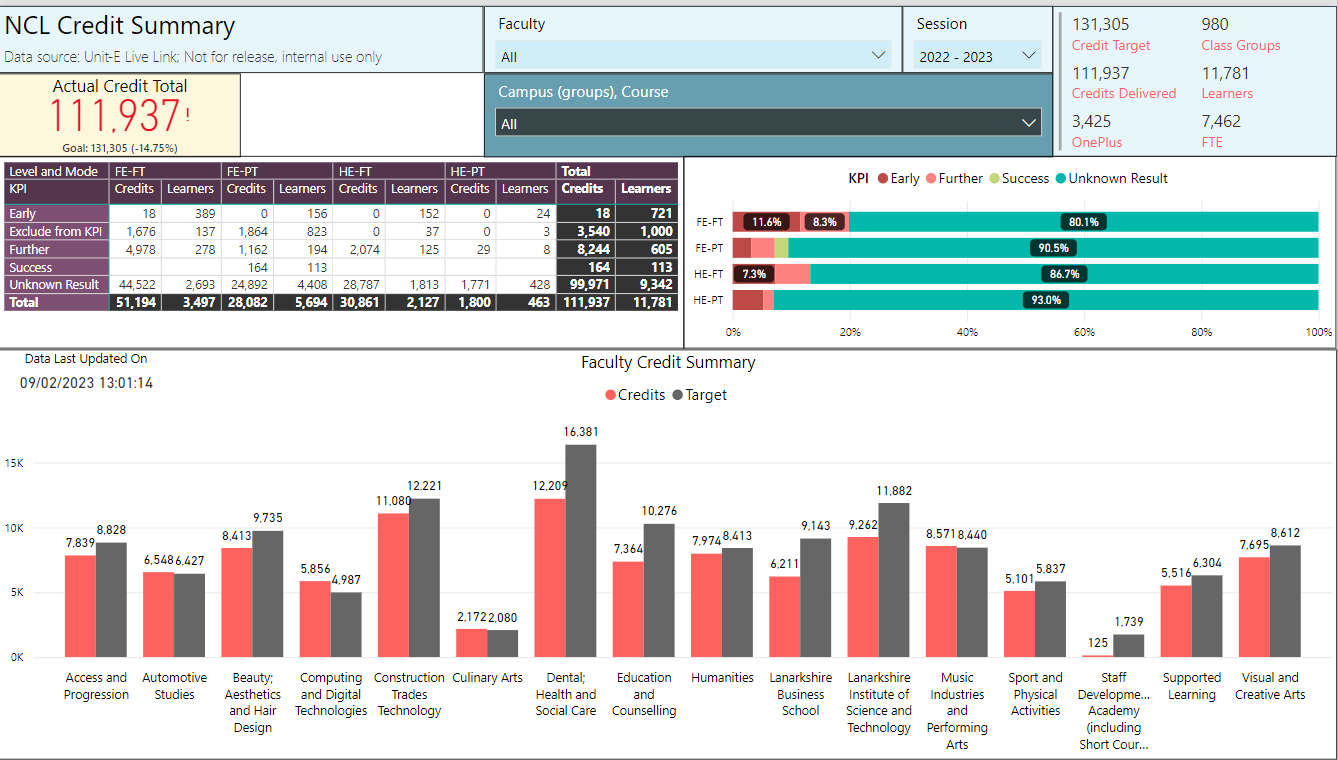 NCL Credit Summary
Data source: Unit-E Live Link; Not for release, internal use only
Faculty
All
Session
2022 - 2023
131,305
Credit Target
980
Class Groups
111,937
Credits Delivered
11,781
Learners
3,425
OnePlus
7,462
FTE
Actual Credit Total
111,937!
Goal: 131,305 (-14.75%)
Campus (groups), Course
All
Level and Mode FE-FT FE-PT HE-FT HE-PT Total
KPI Credits Learners Credits Learners Credits Learners Credits Learners Credits Learners
Early 18 389 0 156 0 152 0 24 18 721
Exclude from KPI 1,676 137 1,864 823 0 37 0 3 3,540 1,000
Further 4,978 278 1,162 194 2,074 125 29 8 8,244 605
Success 164 113 164 113
Unknown Result 44,522 2,693 24,892 4,408 28,787 1,813 1,771 428 99,971 9,342
Total 51,194 3,497 28,082 5,694 30,861 2,127 1,800 463 111,937 11,781
KPI Early Further Success Unknown Result
FE-FT 11.6% 8.3% 80.1%
FE-PT 90.5%
HE-FT 7.3% 86.7%
HE-PT 93.0%
0% 20% 40% 60% 80% 100%
Data Last Updated On
09/02/2023 13:01:14
Faculty Credit Summary
Credits Target
15K
10K
5K
0K
7,839 8,828
6,548 6,427
8,413 9,735
5,856 4,987
11,080 12,221
2,172 2,080
12,209 16,381
7,364 10,276
7,974 8,413
6,211 9,143
9,262 11,882
8,571 8,440
5,101 5,837
125 1,739
5,516 6,304
7,695 8,612
Access and
Progression
Automotive
Studies
Beauty;
Aesthetics
and Hair
Design
Computing
and Digital
Technologies
Construction
Trades
Technology
Culinary Arts
Dental;
Health and
Social Care
Education
and
Counselling
Humanities
Lanarkshire
Business
School
Lanarkshire
Institute of
Science and
Technology
Music
Industries
and
Performing
Arts
Sport and
Physical
Activities
Staff
Developme...
Academy
(including
Short Cour...
Supported
Learning
Visual and
Creative Arts